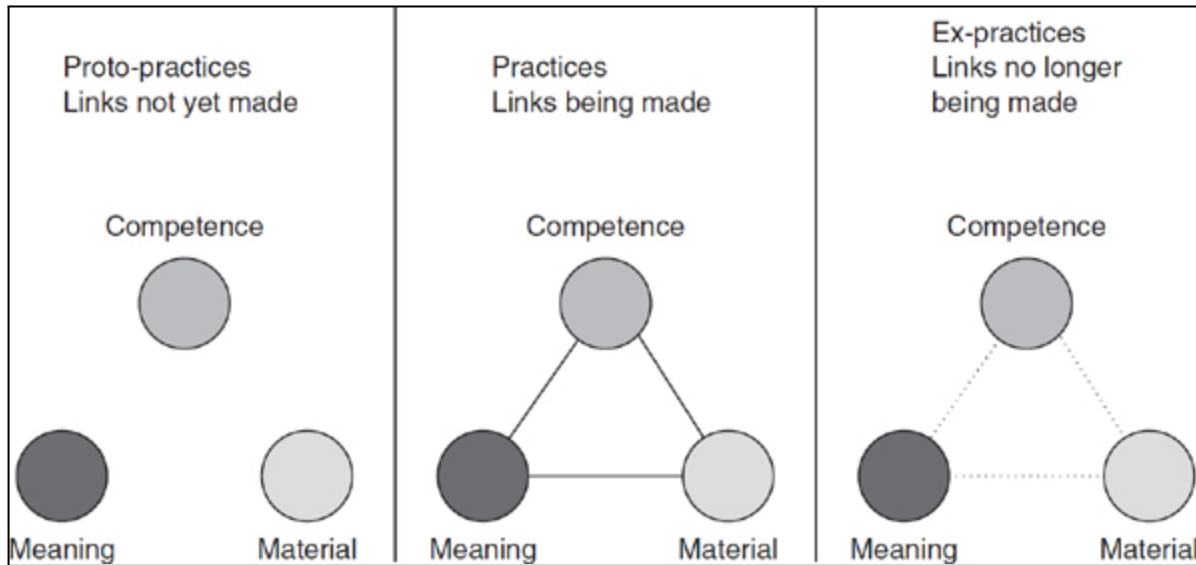 Proto-practices
Links not yet made
Competence
Meaning
Material
Practices
Links being made
Competence
Meaning
Material
Ex-practices
Links no longer
being made
Competence
Meaning
Material